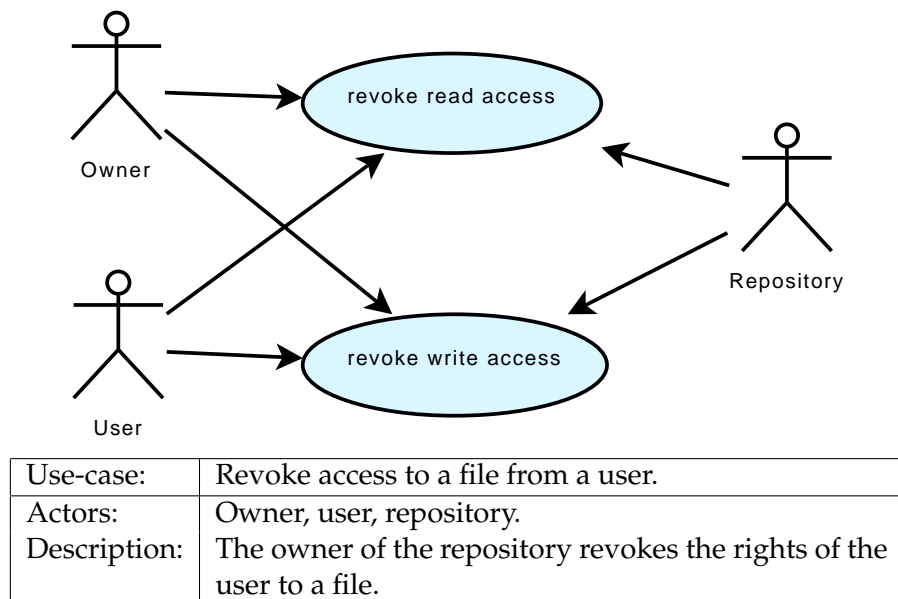 revoke read access
Owner
Repository
revoke write access
User
Use-case: Revoke access to a file from a user.
Actors: Owner, user, repository.
Description: The owner of the repository revokes the rights of the
user to a file.